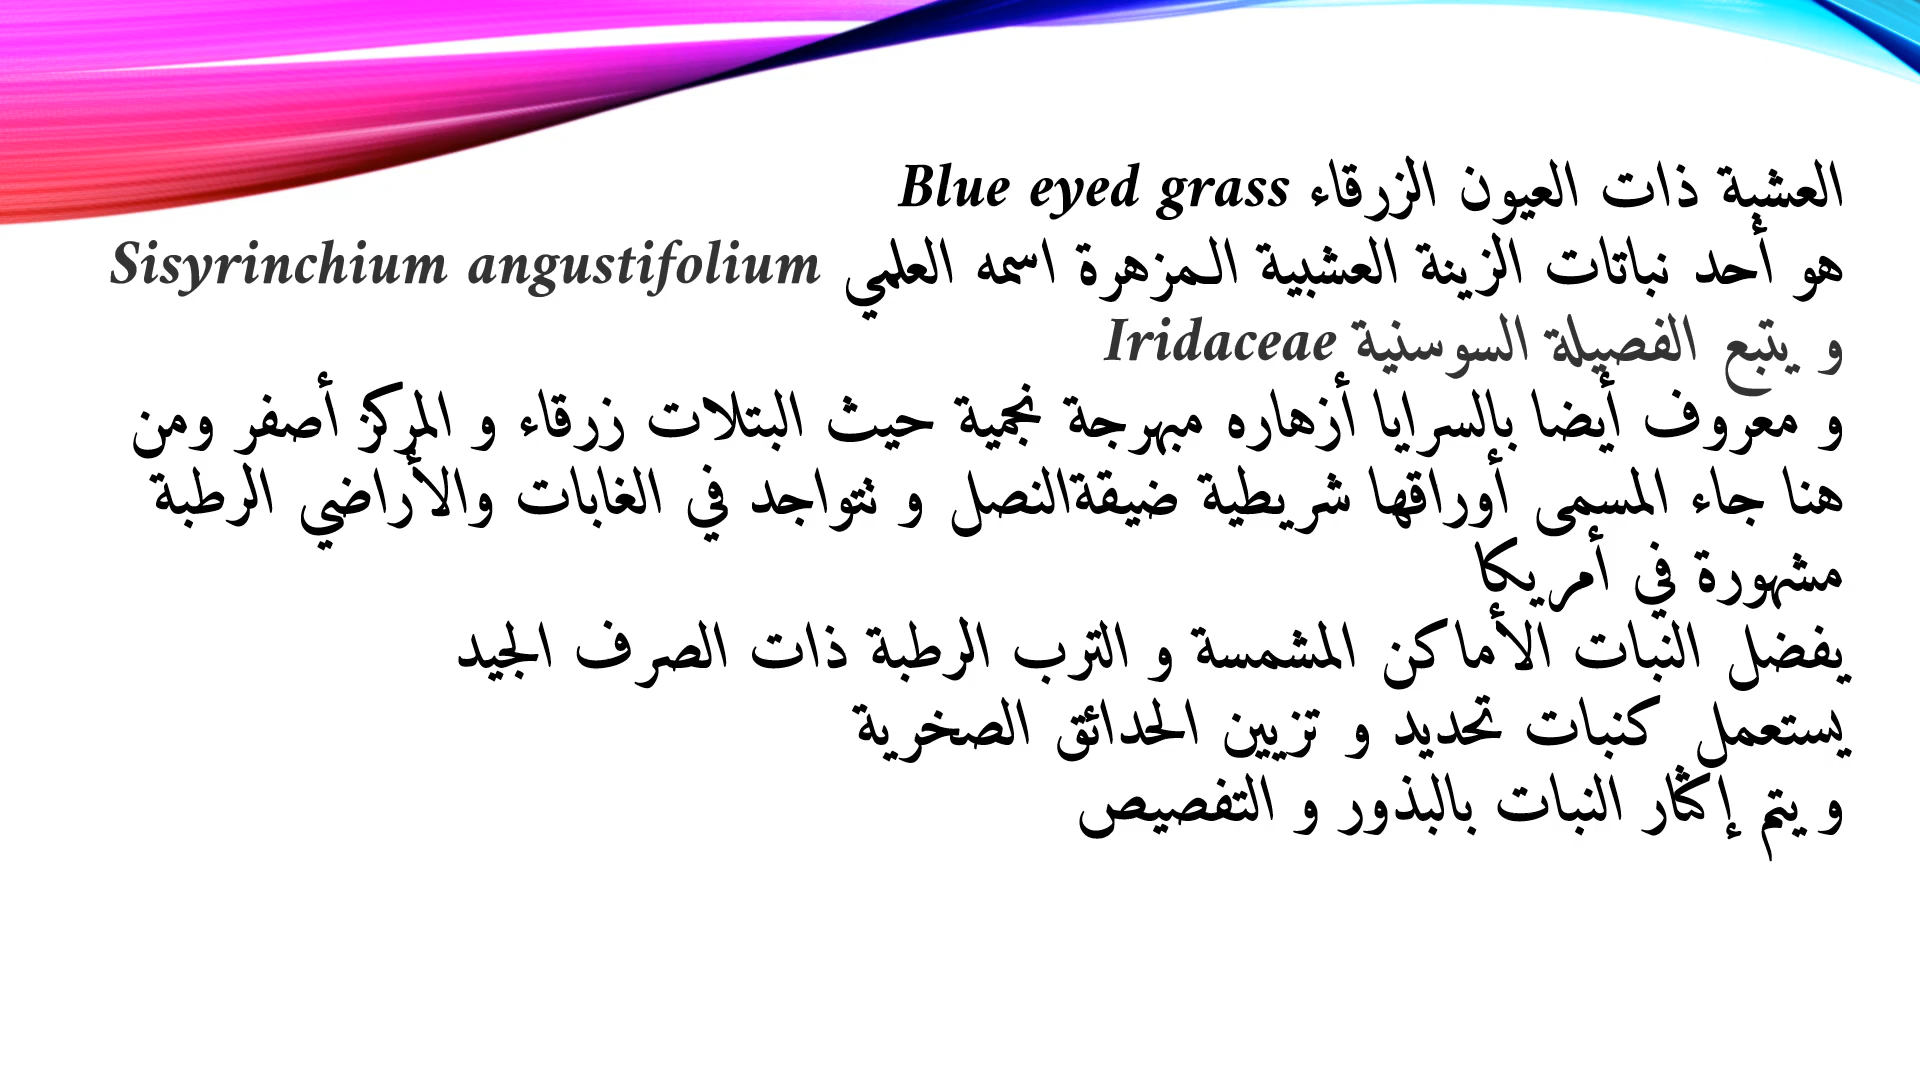 العشبة ذات العيون الزرقاء Blue eyed grass
هو أحد نباتات الزينة العشبية الـمزهرة اسمه العلمي Sisyrinchium angustifolium
و يتبع الفصيلة السوسنية Iridaceae
و معروف أيضا بالسرايا أزهاره مبهرجة نجمية حيث البتلات زرقاء و المركز أصفر ومن
هنا جاء المسمى أوراقها شريطية ضيقةالنصل و تتواجد في الغابات والأراضي الرطبة
مشهورة في أمريكا
يفضل النبات الأماكن المشمسة و الترب الرطبة ذات الصرف الجيد
يستعمل كنبات تحديد و تزيين الحدائق الصخرية
و يتم إكثار النبات بالبذور و التفصيص